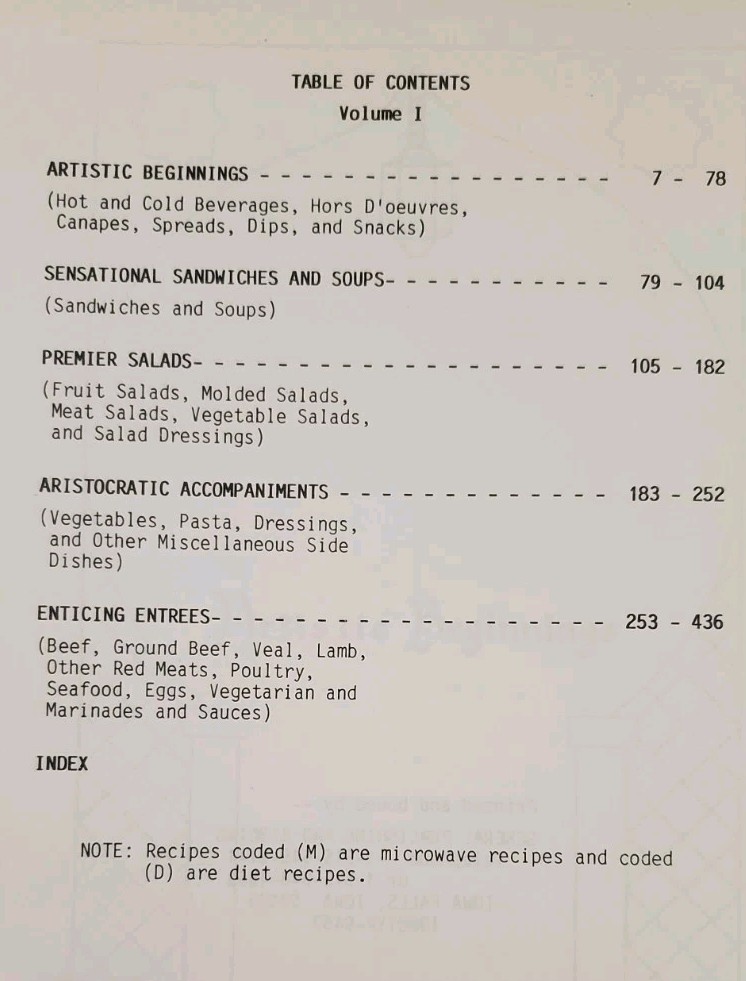 TABLE OF CONTENTS
Volume I
ARTISTIC BEGINNINGS - - - - - - - - - - - - - - - - - 7 - 78
(Hot and Cold Beverages, Hors D'oeuvres,
Canapes, Spreads, Dips, and Snacks)
SENSATIONAL SANDWICHES AND SOUPS- - - - - - - - - - - 79 - 104
(Sandwiches and Soups)
PREMIER SALADS- - - - - - - - - - - - - - - - - - - - 105 - 182
(Fruit Salads, Molded Salads,
Meat Salads, Vegetable Salads,
and Salad Dressings)
ARISTOCRATIC ACCOMPANIMENTS - - - - - - - - - - - - - 183 - 252
(Vegetables, Pasta, Dressings,
and Other Miscellaneous Side
Dishes)
ENTICING ENTREES- - - - - - - - - - - - - - - - - - - 253 - 436
(Beef, Ground Beef, Veal, Lamb,
Other Red Meats, Poultry,
Seafood, Eggs, Vegetarian and
Marinades and Sauces)
INDEX
NOTE: Recipes coded (M) are microwave recipes and coded
(D) are diet recipes.